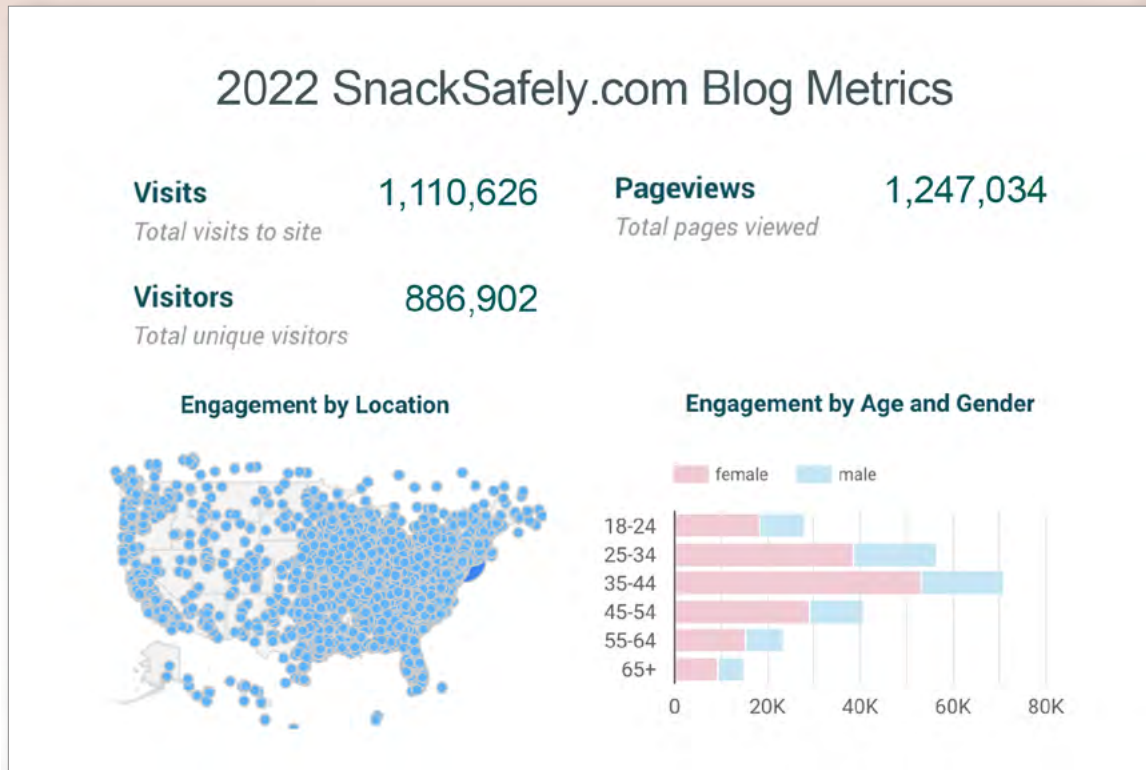 2022 SnackSafely.com Blog Metrics
Visits 1,110,626
Total visits to site
Pageviews 1,247,034
Total pages viewed
Visitors 886,902
Total unique visitors
Engagement by Location
Engagement by Age and Gender
female male
18-24
25-34
35-44
45-54
55-64
65+
0 20K 40K 60K 80K